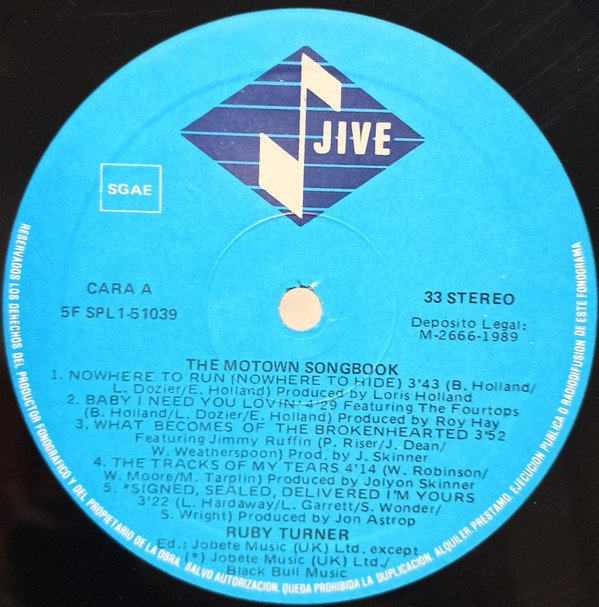 JIVE
SGAE
CARA A
5F SPL1-51039
33 STEREO
Depósito Legal:
M-2666-1989
THE MOTOWN SONGBOOK
1. NOWHERE TO RUN (NOWHERE TO HIDE) 3'43 (B. Holland/
L. Dozier/E. Holland) Produced by Loris Holland
2. BABY I NEED YOU LOVIN' 4'29 Featuring The Fourtops
(B. Holland/L. Dozier/E. Holland) Produced by Roy Hay
3. WHAT BECOMES OF THE BROKENHEARTED 3'52
Featuring Jimmy Ruffin (P. Riser/J. Dean/
W. Weatherspoon) Prod. by J. Skinner
4. THE TRACKS OF MY TEARS 4'14 (W. Robinson/
W. Moore/M. Tarplin) Produced by Jolyon Skinner
5. *SIGNED, SEALED, DELIVERED I'M YOURS
3'22 (L. Hardaway/L. Garrett/S. Wonder/
S. Wright) Produced by Jon Astrop
RUBY TURNER
Ed.: Jobete Music (UK) Ltd. except
(*) Jobete Music (UK) Ltd./
Black Bull Music
RESERVADOS LOS DERECHOS DEL PRODUCTOR FONOGRAFICO Y DEL PROPIETARIO DE LA OBRA. SALVO AUTORIZACION. QUEDA PROHIBIDA LA DUPLICACION. ALQUILER. PRESTAMO. EJECUCION PUBLICA O RADIODIFUSION DE ESTE FONOGRAMA